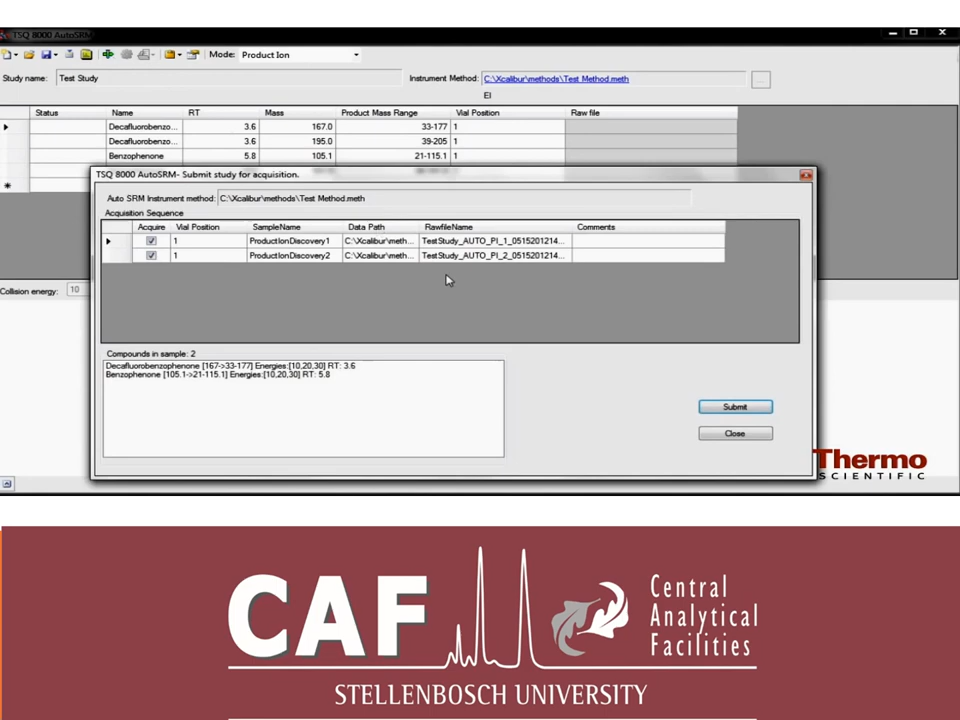 TSQ 8000 AutoSRM
Mode: Product Ion
Study name: Test Study Instrument Method: C:\Xcalibur\methods\Test Method.meth ...
EI
Status Name RT Mass Product Mass Range Vial Position Raw file
Decafluorobenzo... 3.6 167.0 33-177 1
Decafluorobenzo... 3.6 195.0 39-205 1
Benzophenone 5.8 105.1 21-115.1 1
TSQ 8000 AutoSRM- Submit study for acquisition.
Auto SRM Instrument method: C:\Xcalibur\methods\Test Method.meth
Acquisition Sequence
Acquire Vial Position SampleName Data Path RawfileName Comments
1 ProductIonDiscovery1 C:\Xcalibur\meth... TestStudy_AUTO_PI_1_0515201214...
1 ProductIonDiscovery2 C:\Xcalibur\meth... TestStudy_AUTO_PI_2_0515201214...
Collision energy: 10
Compounds in sample: 2
Decafluorobenzophenone [167->33-177] Energies:[10,20,30] RT: 3.6
Benzophenone [105.1->21-115.1] Energies:[10,20,30] RT: 5.8
Submit
Close
Thermo
SCIENTIFIC
CAF
Central
Analytical
Facilities
STELLENBOSCH UNIVERSITY